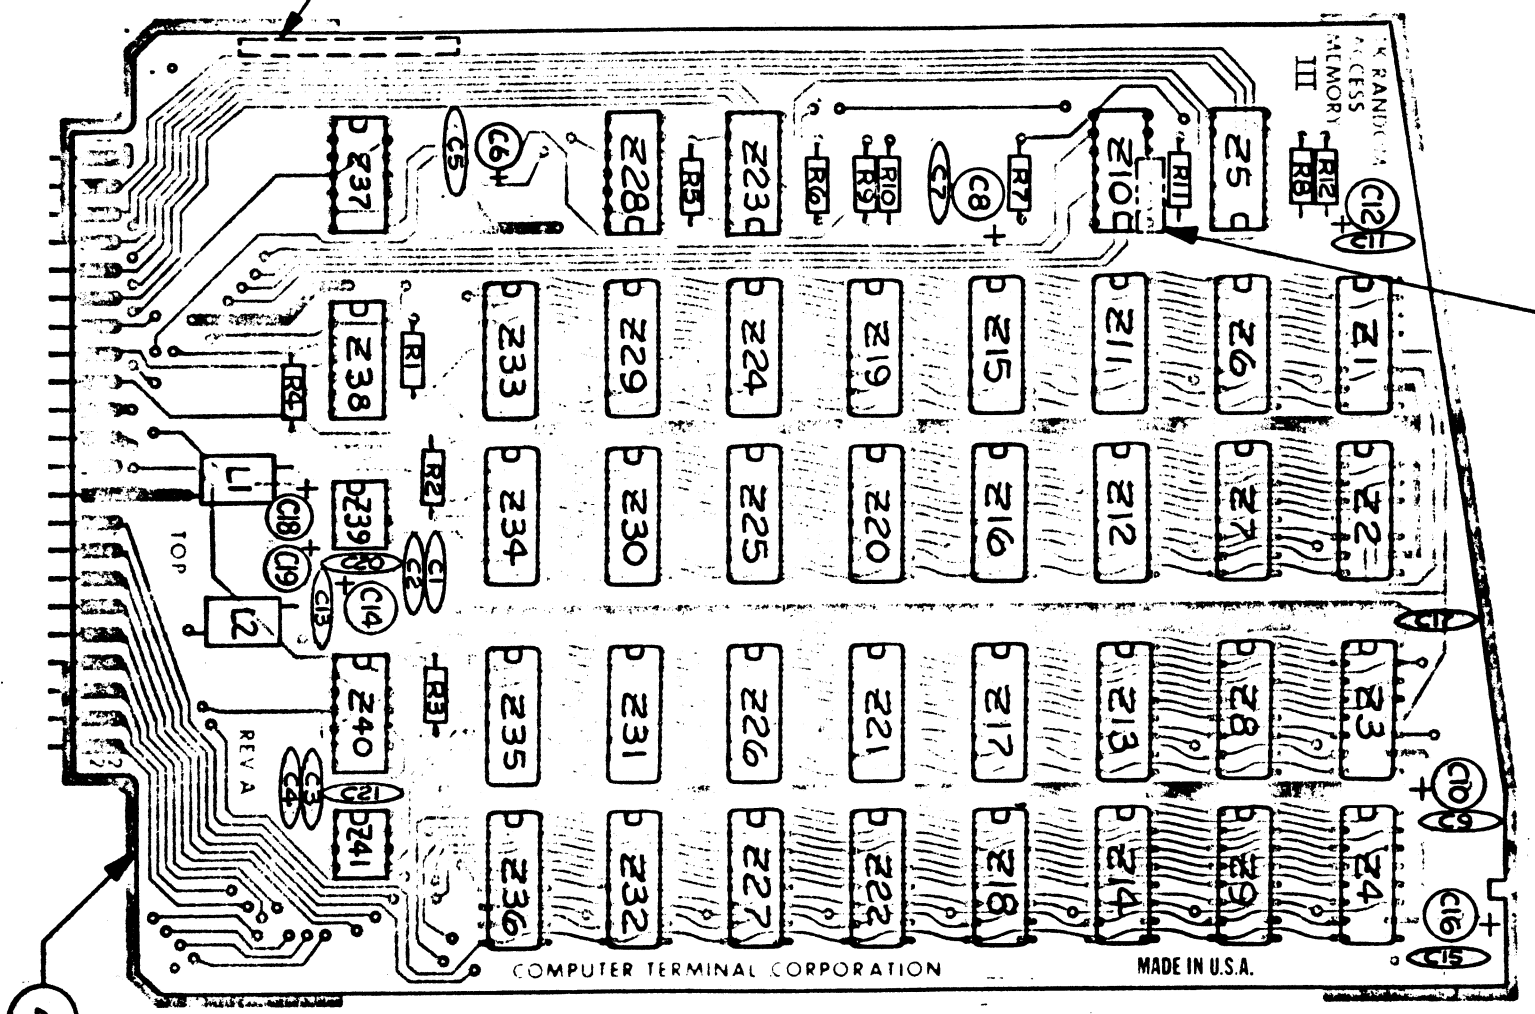 RANDOM
ACCESS
MEMORY
III
Z37
C5
C6
+
Z28
R5
Z23
R6
R9
R10
C7
C8
+
R7
Z10
R11
Z5
R8
R12
C12
+
C11
Z38
R1
R4
Z33
Z29
Z24
Z19
Z15
Z11
Z6
Z1
L1
+
C18
R2
Z39
Z34
Z30
Z25
Z20
Z16
Z12
Z7
Z2
TOP
+
C19
C20
C2
C1
C13
+
C14
L2
C17
Z40
R3
Z35
Z31
Z26
Z21
Z17
Z13
Z8
Z3
22
REV A
C4
C3
C21
+
C10
C9
Z41
Z36
Z32
Z27
Z22
Z18
Z14
Z9
Z4
C16
+
C15
COMPUTER TERMINAL CORPORATION
MADE IN U.S.A.